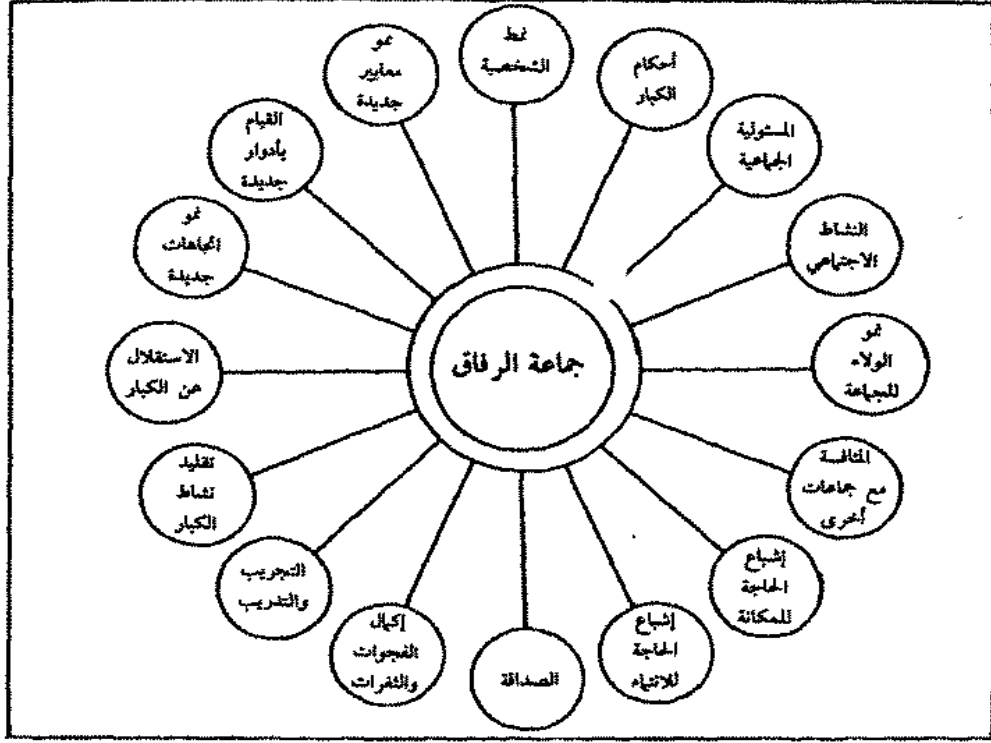 نمط
الشخصية
أحكام
الكبار
المسئولية
الجماعية
النشاط
الاجتماعي
نمو
الولاء
للجماعة
المنافسة
مع جماعات
أخرى
إشباع
الحاجة
للمكانة
إشباع
الحاجة
للانتماء
الصداقة
إكمال
الفجوات
والثغرات
التجريب
والتدريب
تقليد
نشاط
الكبار
الاستقلال
عن الكبار
نمو
اتجاهات
جديدة
القيام
بأدوار
جديدة
نمو
معايير
جديدة
جماعة الرفاق